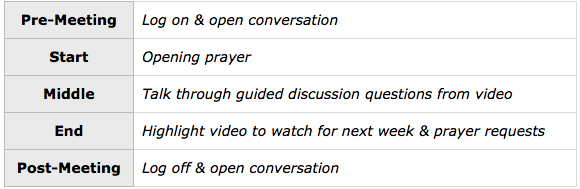 Pre-Meeting Log on & open conversation
Start Opening prayer
Middle Talk through guided discussion questions from video
End Highlight video to watch for next week & prayer requests
Post-Meeting Log off & open conversation